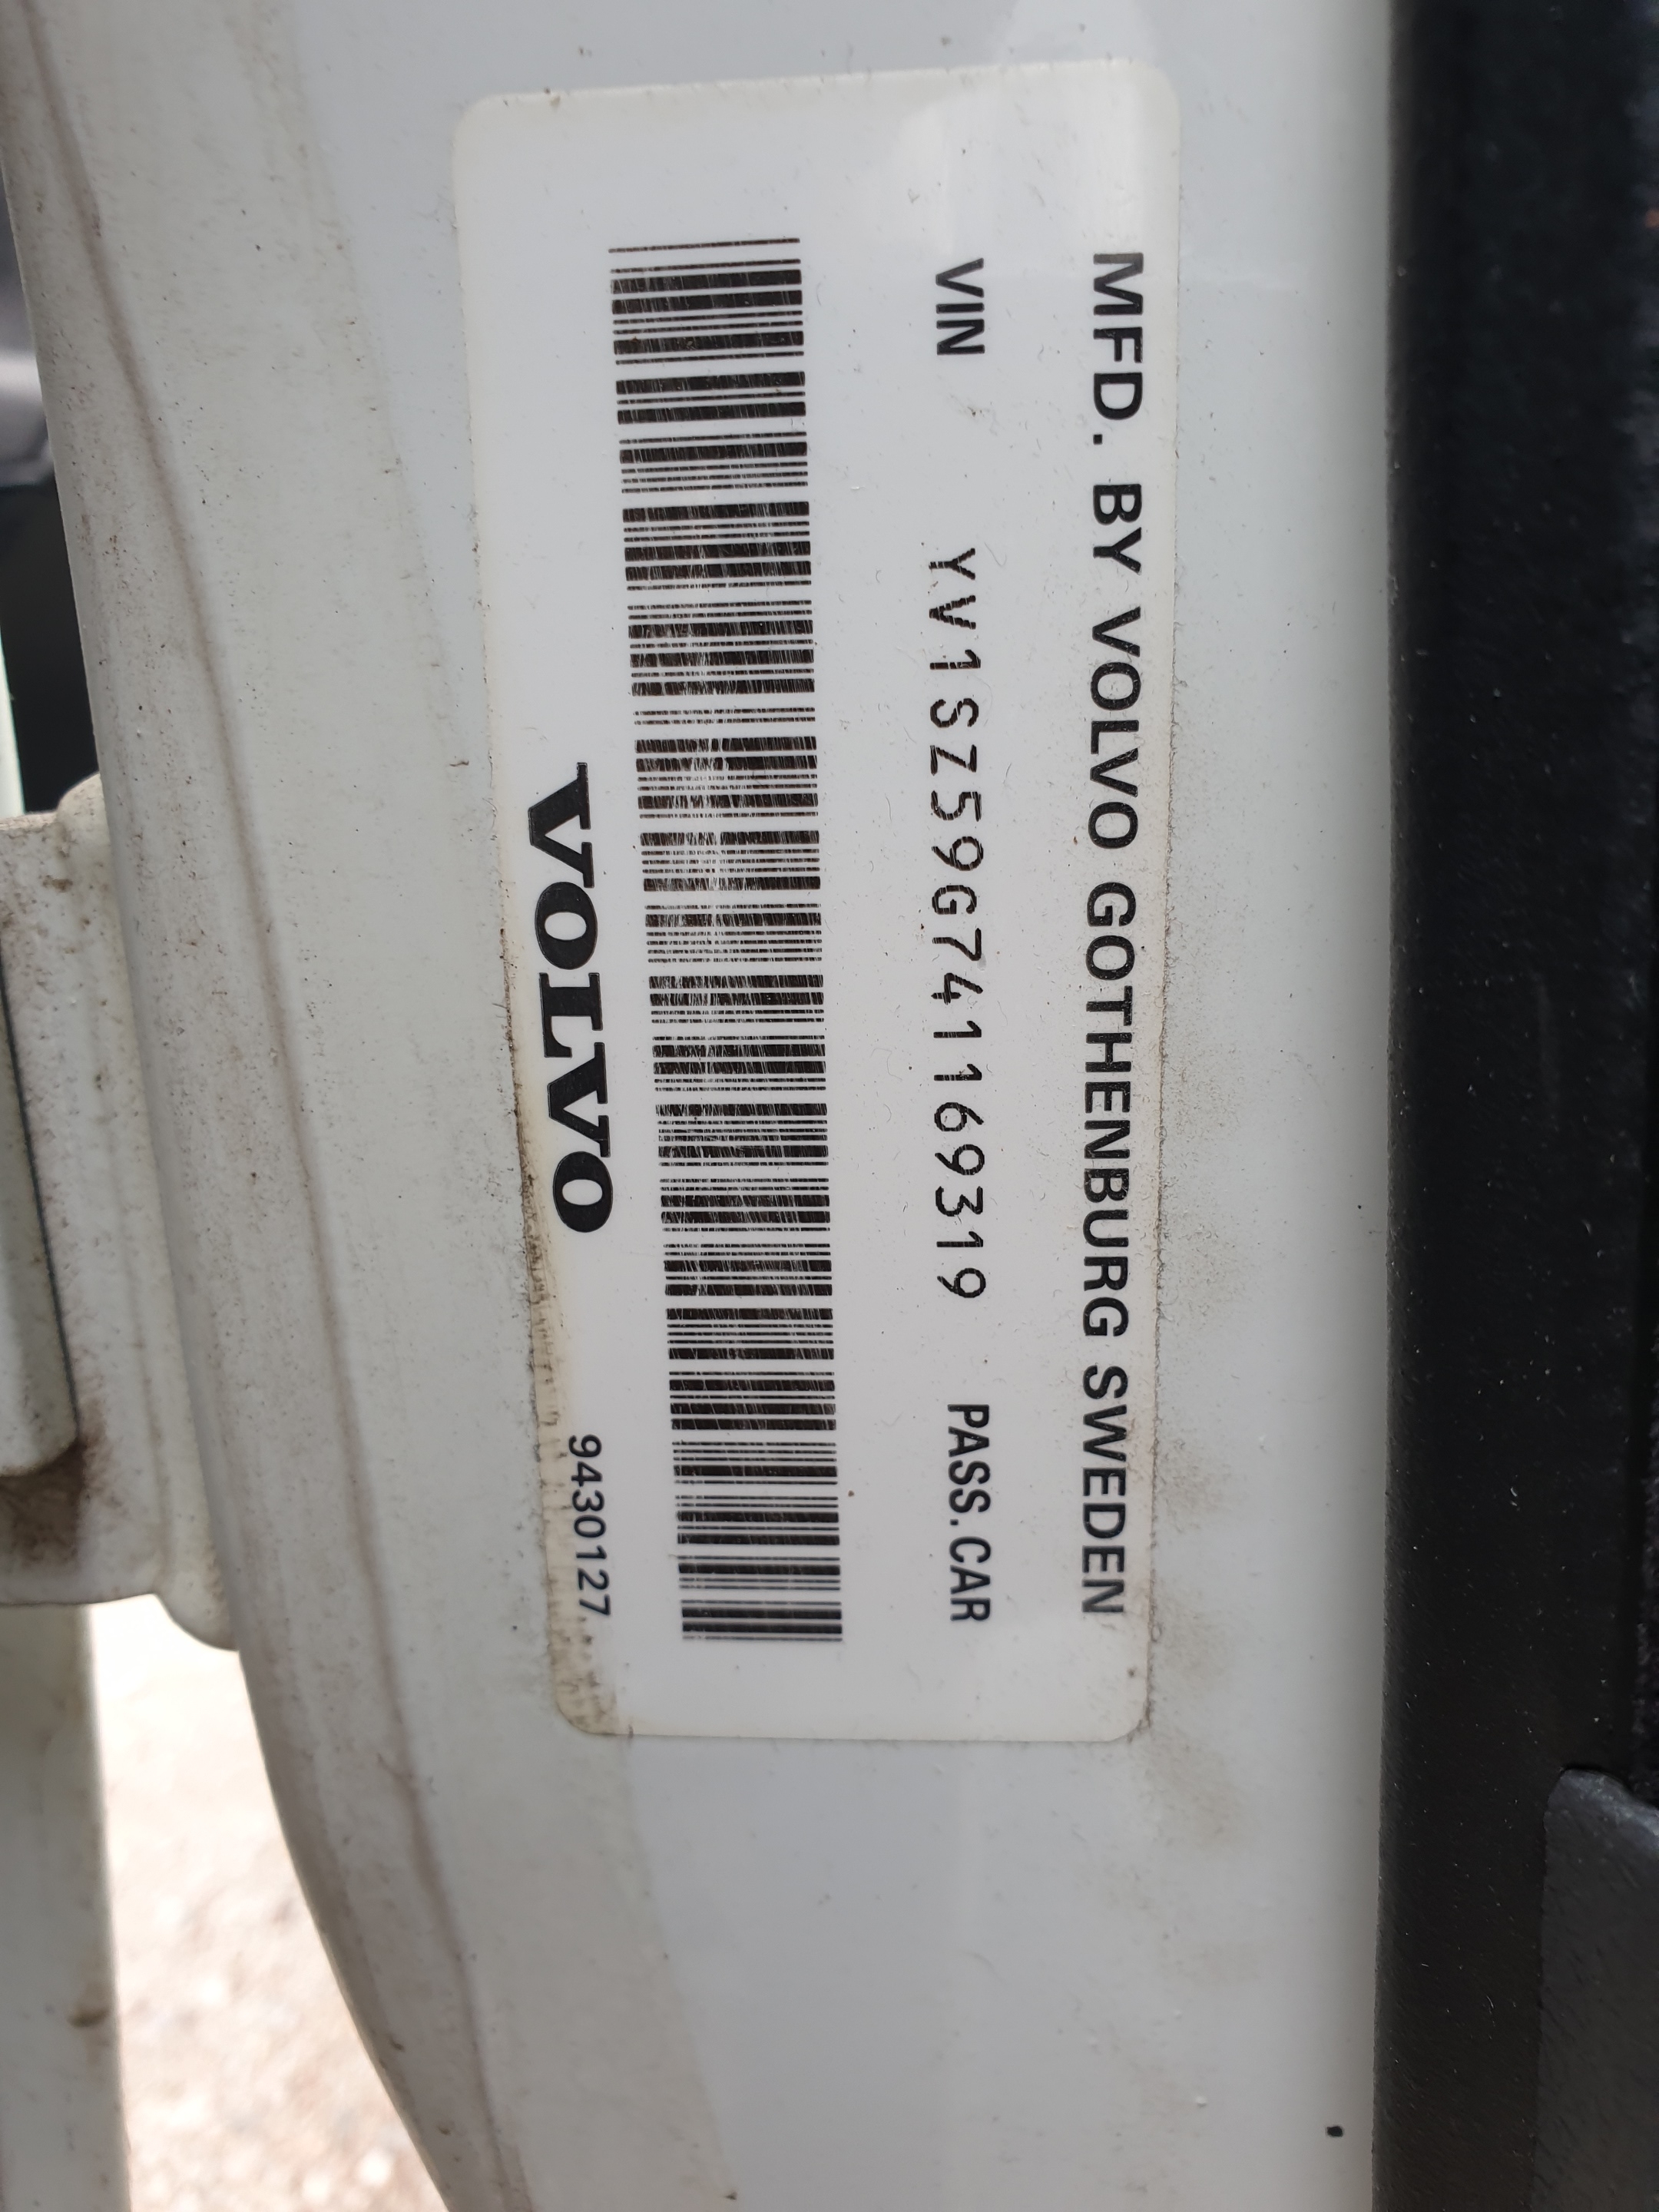 MFD. BY VOLVO GOTHENBURG SWEDEN
VIN YV1SZ59G741169319 PASS.CAR
VOLVO 9430127